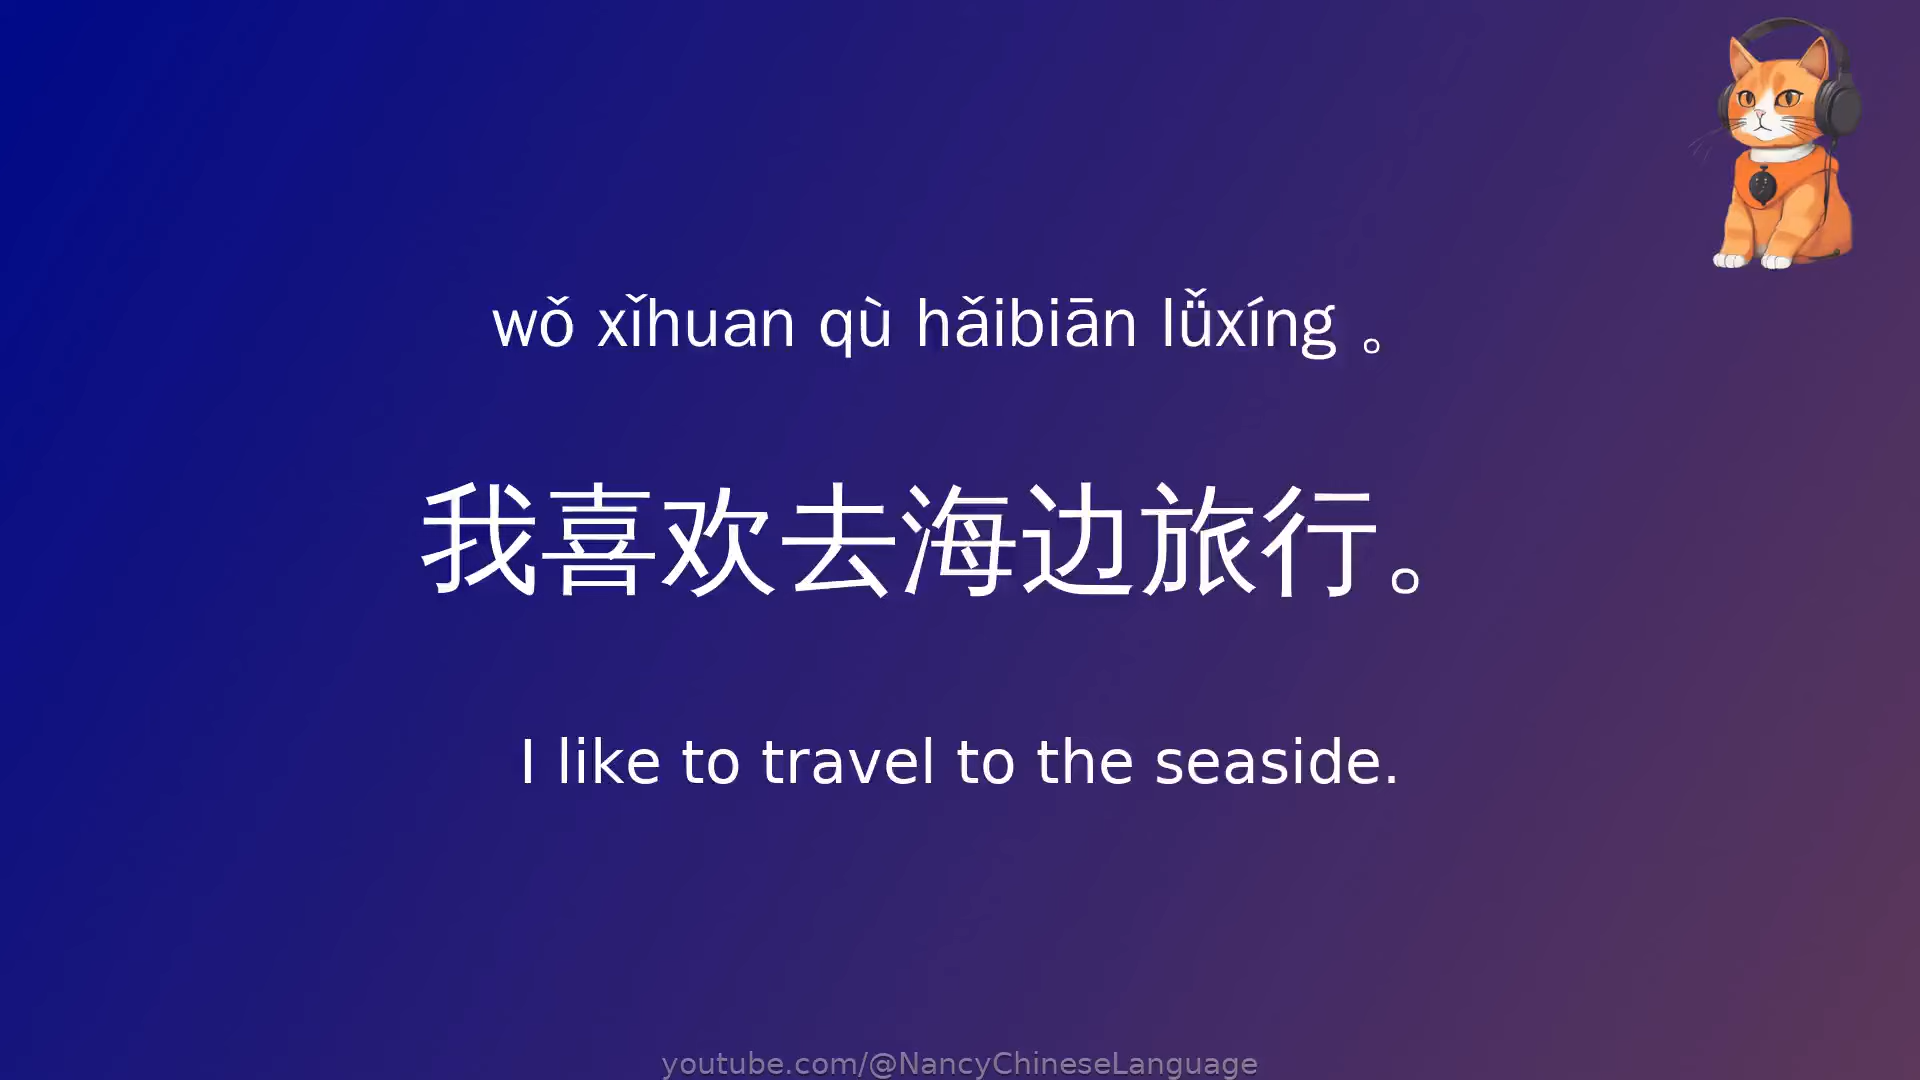 wǒ xǐhuan qù hǎibiān lǚxíng 。
我喜欢去海边旅行。
I like to travel to the seaside.
youtube.com/@NancyChineseLanguage